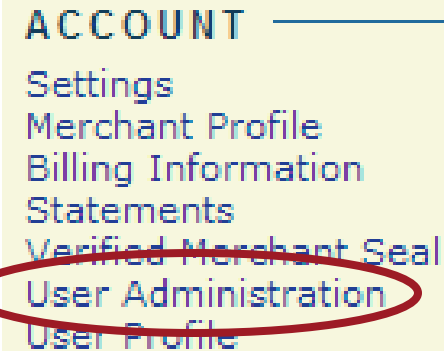 ACCOUNT
Settings
Merchant Profile
Billing Information
Statements
Verified Merchant Seal
User Administration
User Profile